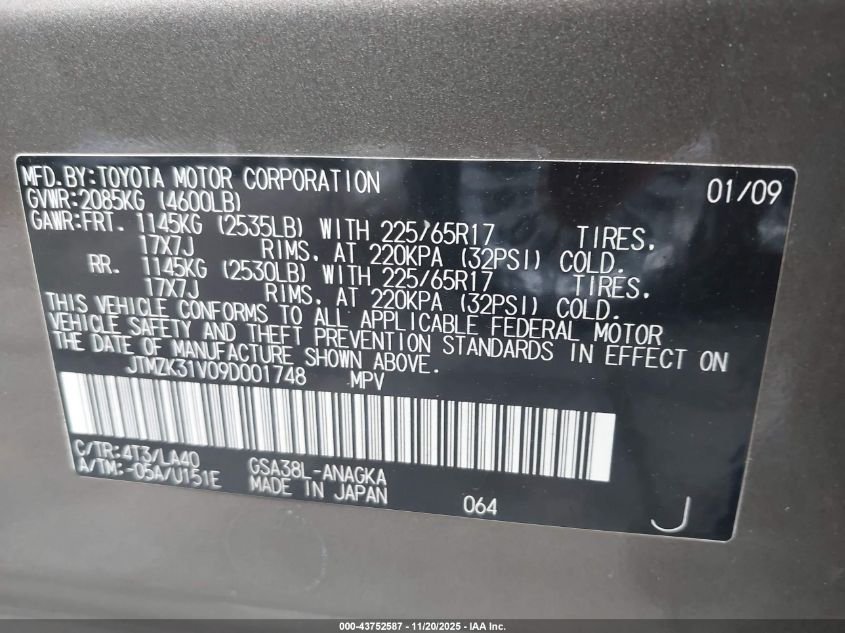 MFD.BY:TOYOTA MOTOR CORPORATION 01/09
GVWR:2085KG (4600LB)
GAWR:FRT. 1145KG (2535LB) WITH 225/65R17 TIRES,
17X7J RIMS, AT 220KPA (32PSI) COLD.
RR. 1145KG (2530LB) WITH 225/65R17 TIRES,
17X7J RIMS, AT 220KPA (32PSI) COLD.
THIS VEHICLE CONFORMS TO ALL APPLICABLE FEDERAL MOTOR
VEHICLE SAFETY AND THEFT PREVENTION STANDARDS IN EFFECT ON
THE DATE OF MANUFACTURE SHOWN ABOVE.
JTMZK31V09D001748 MPV
C/TR:4T3/LA40 GSA38L-ANAGKA
A/TM:-05A/U151E MADE IN JAPAN 064 J
000-43752587 - 11/20/2025 - IAA Inc.